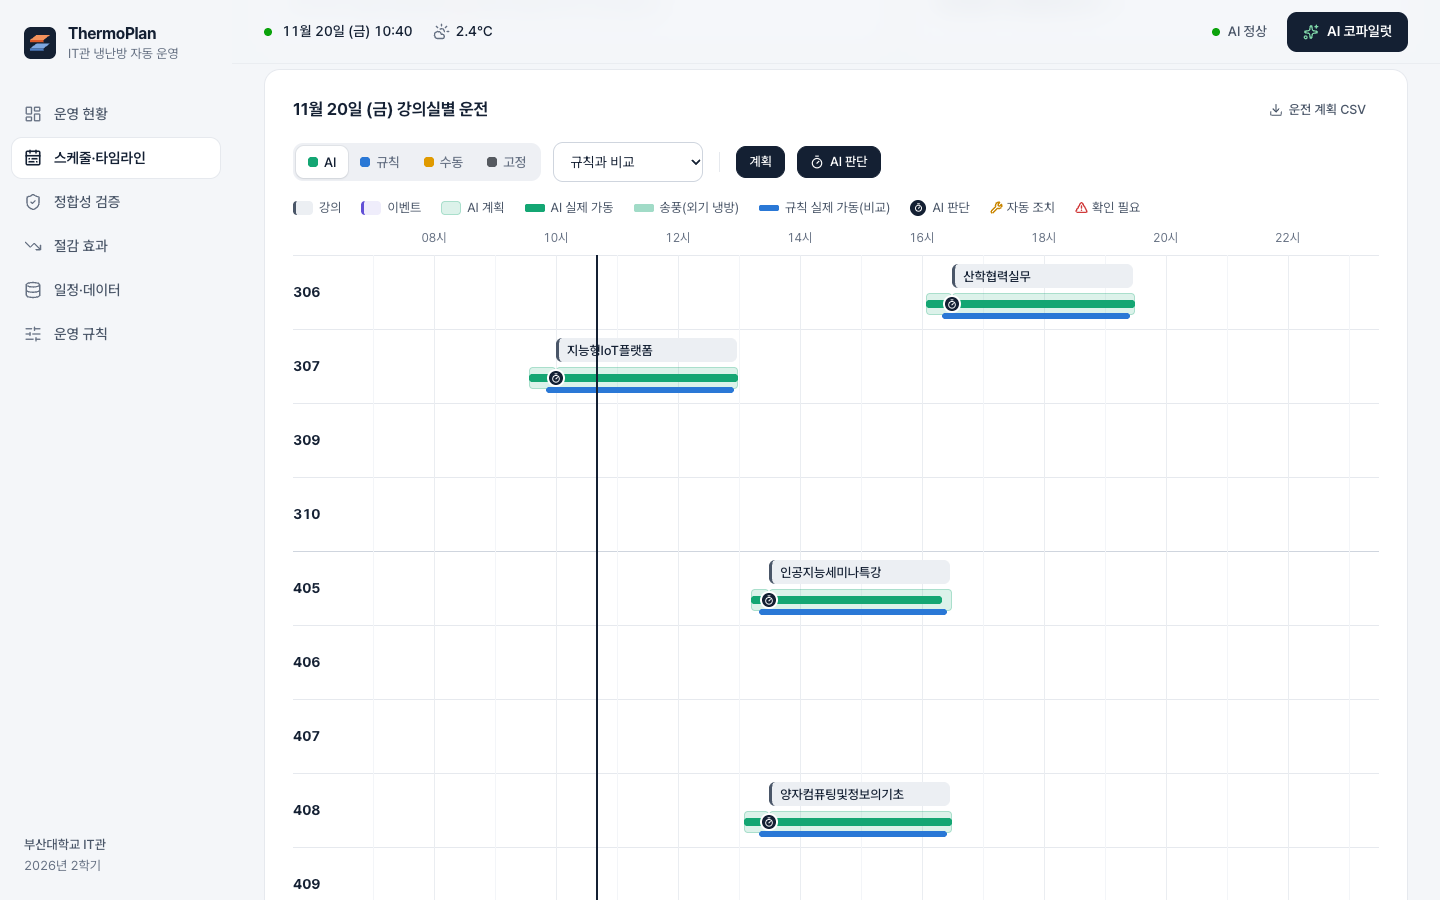 ThermoPlan
IT관 냉난방 자동 운영
11월 20일 (금) 10:40
2.4°C
AI 정상
AI 코파일럿
운영 현황
스케줄·타임라인
정합성 검증
절감 효과
일정·데이터
운영 규칙
11월 20일 (금) 강의실별 운전
운전 계획 CSV
AI
규칙
수동
고정
규칙과 비교
계획
AI 판단
강의
이벤트
AI 계획
AI 실제 가동
송풍(외기 냉방)
규칙 실제 가동(비교)
AI 판단
자동 조치
확인 필요
08시
10시
12시
14시
16시
18시
20시
22시
306
산학협력실무
307
지능형IoT플랫폼
309
310
405
인공지능세미나특강
406
407
408
양자컴퓨팅및정보의기초
409
부산대학교 IT관
2026년 2학기